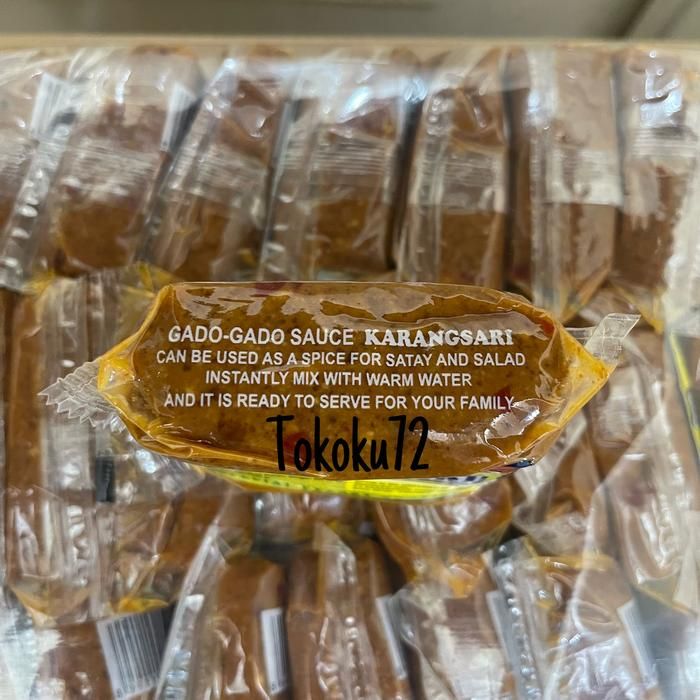 GADO-GADO SAUCE KARANGSARI
CAN BE USED AS A SPICE FOR SATAY AND SALAD
INSTANTLY MIX WITH WARM WATER
AND IT IS READY TO SERVE FOR YOUR FAMILY
Tokoku72